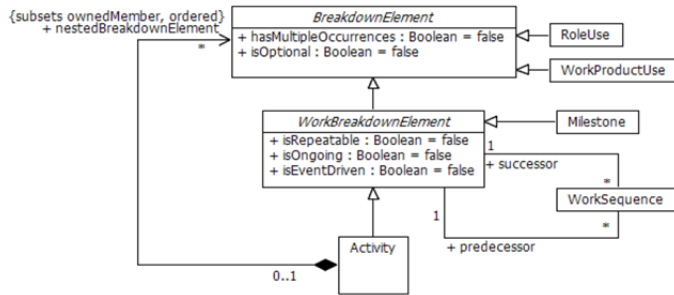 {subsets ownedMember, ordered}
+ nestedBreakdownElement
*
BreakdownElement
+ hasMultipleOccurrences : Boolean = false
+ isOptional : Boolean = false
RoleUse
WorkProductUse
WorkBreakdownElement
+ isRepeatable : Boolean = false
+ isOngoing : Boolean = false
+ isEventDriven : Boolean = false
Milestone
1
+ successor
*
WorkSequence
*
1
+ predecessor
Activity
0..1